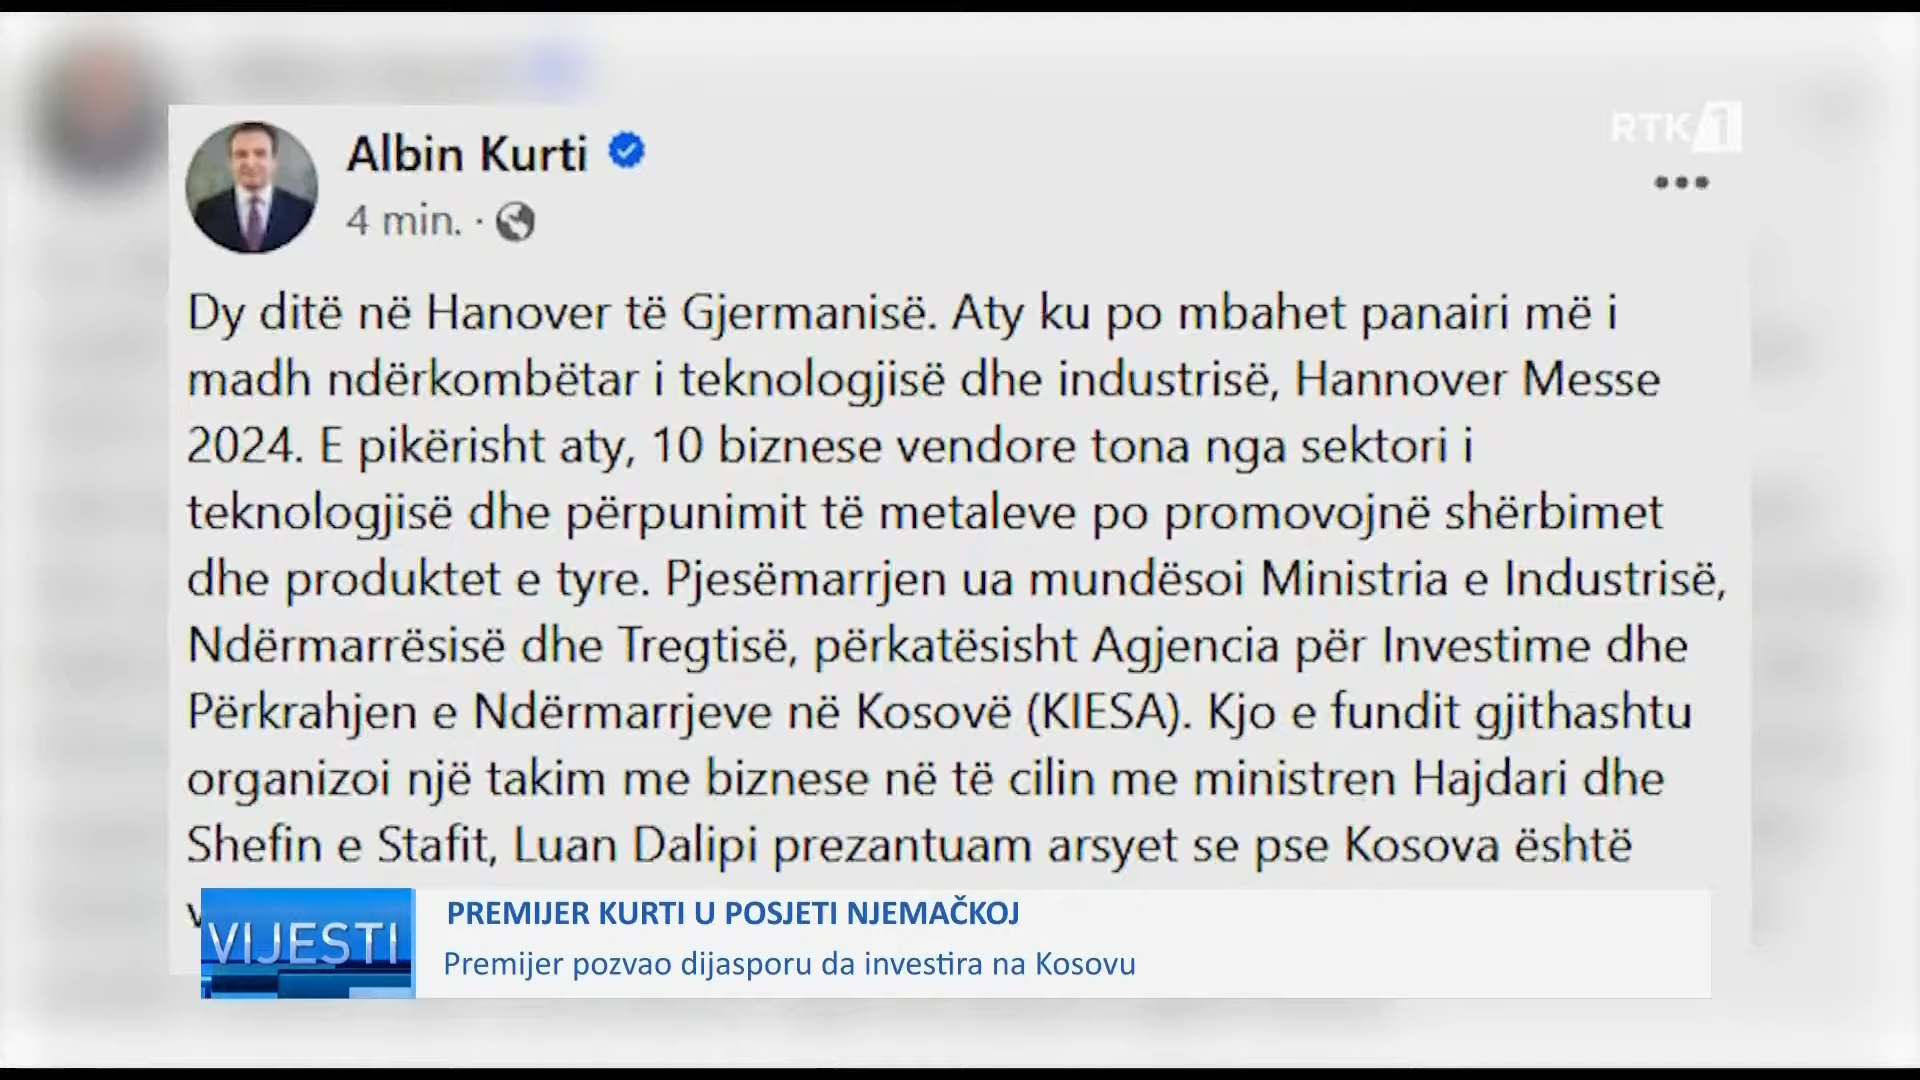 Albin Kurti
RTK 1
4 min. ·
Dy ditë në Hanover të Gjermanisë. Aty ku po mbahet panairi më i
madh ndërkombëtar i teknologjisë dhe industrisë, Hannover Messe
2024. E pikërisht aty, 10 biznese vendore tona nga sektori i
teknologjisë dhe përpunimit të metaleve po promovojnë shërbimet
dhe produktet e tyre. Pjesëmarrjen ua mundësoi Ministria e Industrisë,
Ndërmarrësisë dhe Tregtisë, përkatësisht Agjencia për Investime dhe
Përkrahjen e Ndërmarrjeve në Kosovë (KIESA). Kjo e fundit gjithashtu
organizoi një takim me biznese në të cilin me ministren Hajdari dhe
Shefin e Stafit, Luan Dalipi prezantuam arsyet se pse Kosova është
VIJESTI
PREMIJER KURTI U POSJETI NJEMAČKOJ
Premijer pozvao dijasporu da investira na Kosovu